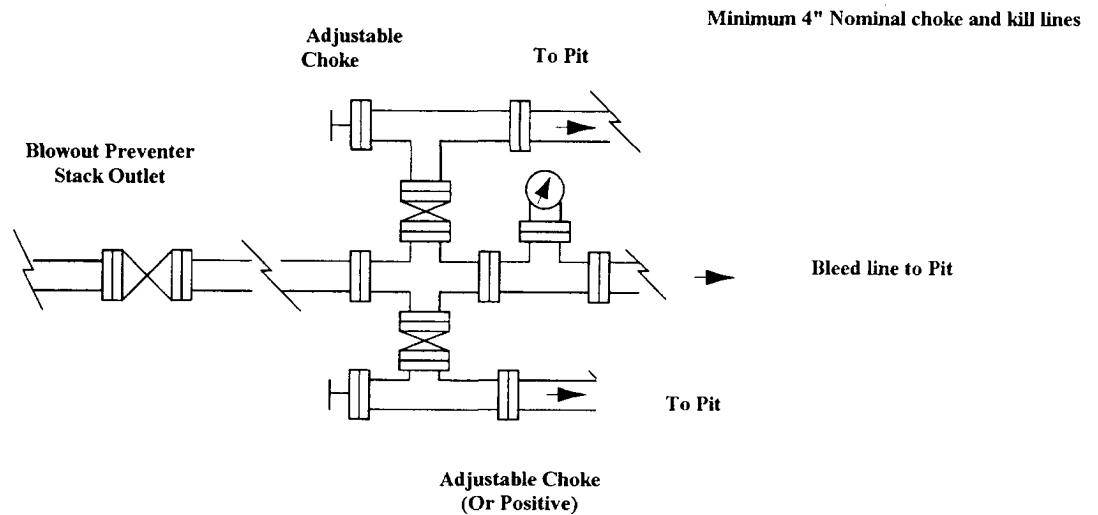 Minimum 4" Nominal choke and kill lines
Adjustable
Choke
To Pit
Blowout Preventer
Stack Outlet
Bleed line to Pit
To Pit
Adjustable Choke
(Or Positive)